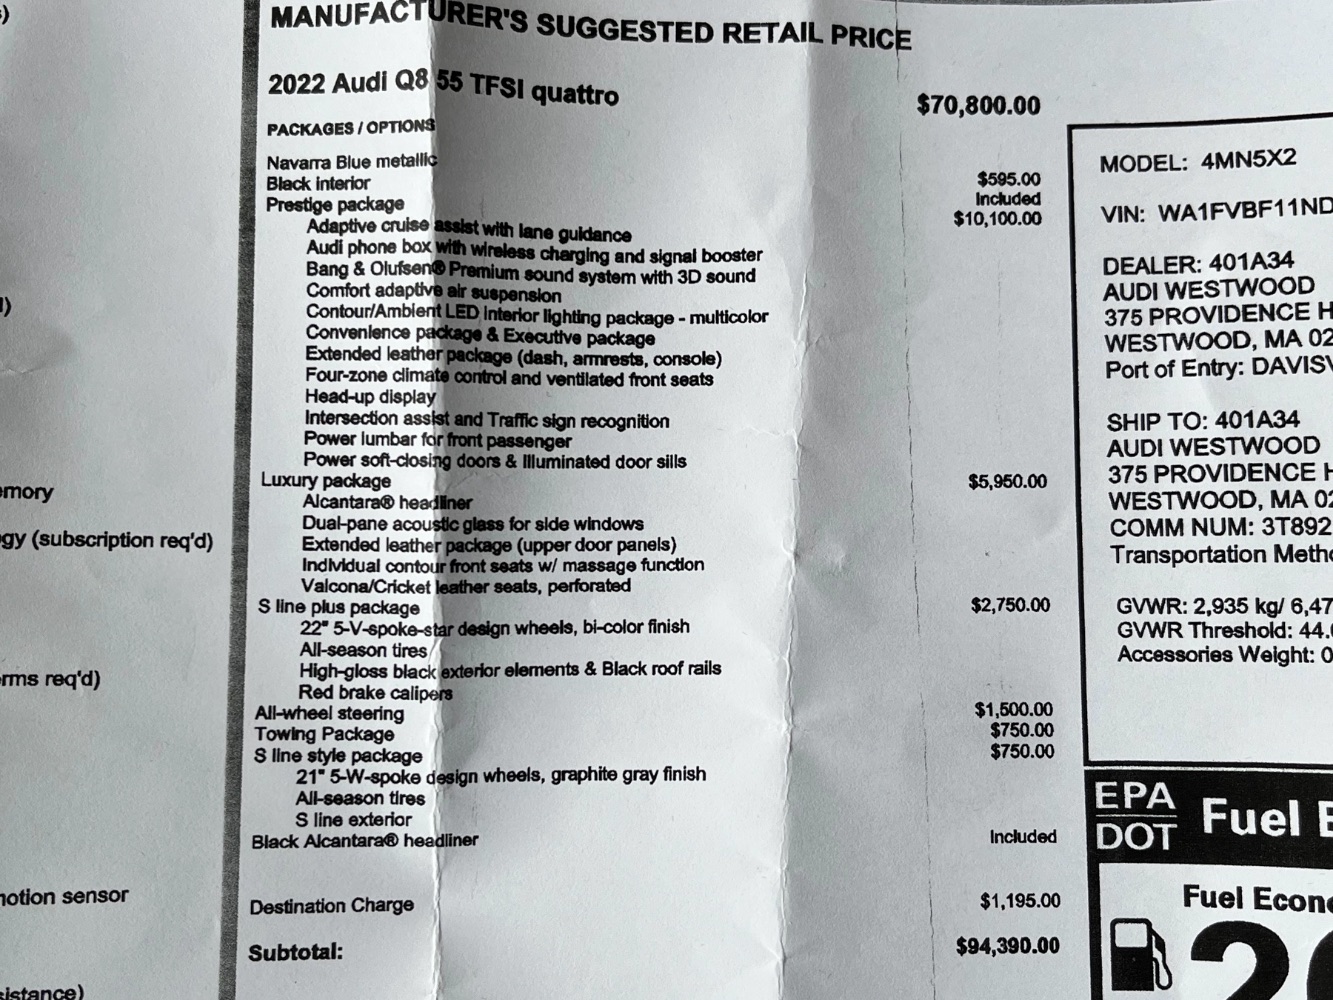 s)
l)
emory
gy (subscription req'd)
rms req'd)
notion sensor
sistance)
MANUFACTURER'S SUGGESTED RETAIL PRICE
2022 Audi Q8 55 TFSI quattro $70,800.00
PACKAGES / OPTIONS
Navarra Blue metallic $595.00
Black interior Included
Prestige package $10,100.00
Adaptive cruise assist with lane guidance
Audi phone box with wireless charging and signal booster
Bang & Olufsen® Premium sound system with 3D sound
Comfort adaptive air suspension
Contour/Ambient LED interior lighting package - multicolor
Convenience package & Executive package
Extended leather package (dash, armrests, console)
Four-zone climate control and ventilated front seats
Head-up display
Intersection assist and Traffic sign recognition
Power lumbar for front passenger
Power soft-closing doors & Illuminated door sills
Luxury package $5,950.00
Alcantara® headliner
Dual-pane acoustic glass for side windows
Extended leather package (upper door panels)
Individual contour front seats w/ massage function
Valcona/Cricket leather seats, perforated
S line plus package $2,750.00
22" 5-V-spoke-star design wheels, bi-color finish
All-season tires
High-gloss black exterior elements & Black roof rails
Red brake calipers
All-wheel steering $1,500.00
Towing Package $750.00
S line style package $750.00
21" 5-W-spoke design wheels, graphite gray finish
All-season tires
S line exterior
Black Alcantara® headliner Included
Destination Charge $1,195.00
Subtotal: $94,390.00
MODEL: 4MN5X2
VIN: WA1FVBF11ND
DEALER: 401A34
AUDI WESTWOOD
375 PROVIDENCE H
WESTWOOD, MA 02
Port of Entry: DAVISV
SHIP TO: 401A34
AUDI WESTWOOD
375 PROVIDENCE H
WESTWOOD, MA 02
COMM NUM: 3T892
Transportation Metho
GVWR: 2,935 kg/ 6,47
GVWR Threshold: 44.
Accessories Weight: 0
EPA
DOT
Fuel E
Fuel Econ
2